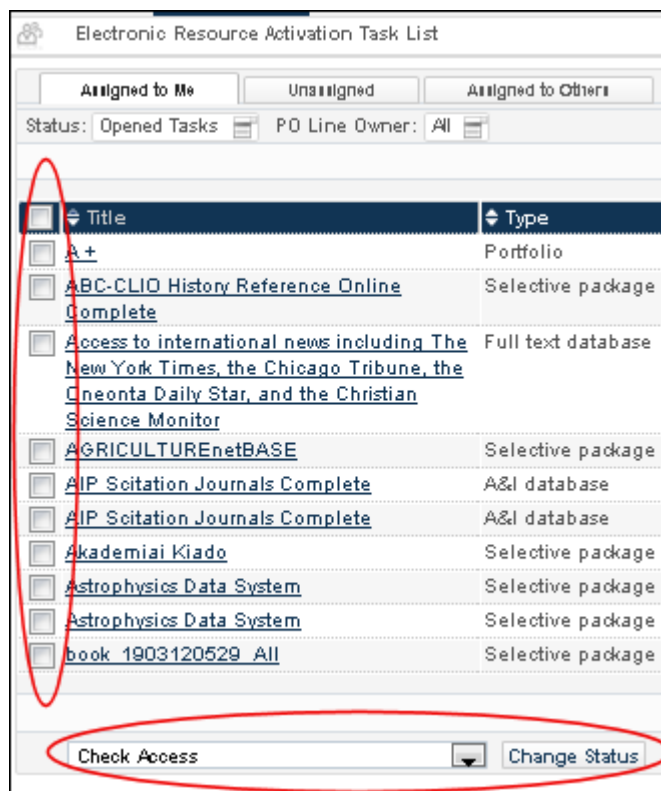 Electronic Resource Activation Task List
Assigned to Me Unassigned Assigned to Others
Status: Opened Tasks PO Line Owner: All
Title Type
A + Portfolio
ABC-CLIO History Reference Online Selective package
Complete
Access to international news including The Full text database
New York Times, the Chicago Tribune, the
Oneonta Daily Star, and the Christian
Science Monitor
AGRICULTUREnetBASE Selective package
AIP Scitation Journals Complete A&I database
AIP Scitation Journals Complete A&I database
Akademiai Kiado Selective package
Astrophysics Data System Selective package
Astrophysics Data System Selective package
book_1903120529_All Selective package
Check Access Change Status